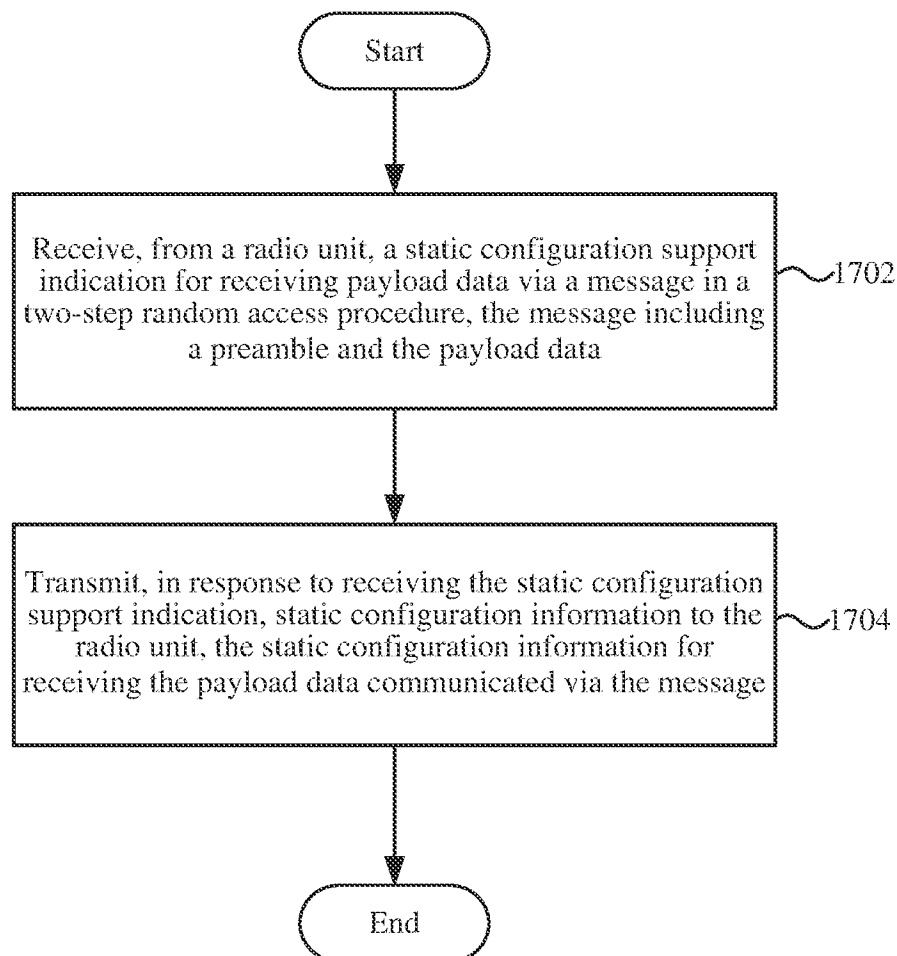 Start
Receive, from a radio unit, a static configuration support
indication for receiving payload data via a message in a
two-step random access procedure, the message including
a preamble and the payload data
1702
Transmit, in response to receiving the static configuration
support indication, static configuration information to the
radio unit, the static configuration information for
receiving the payload data communicated via the message
1704
End